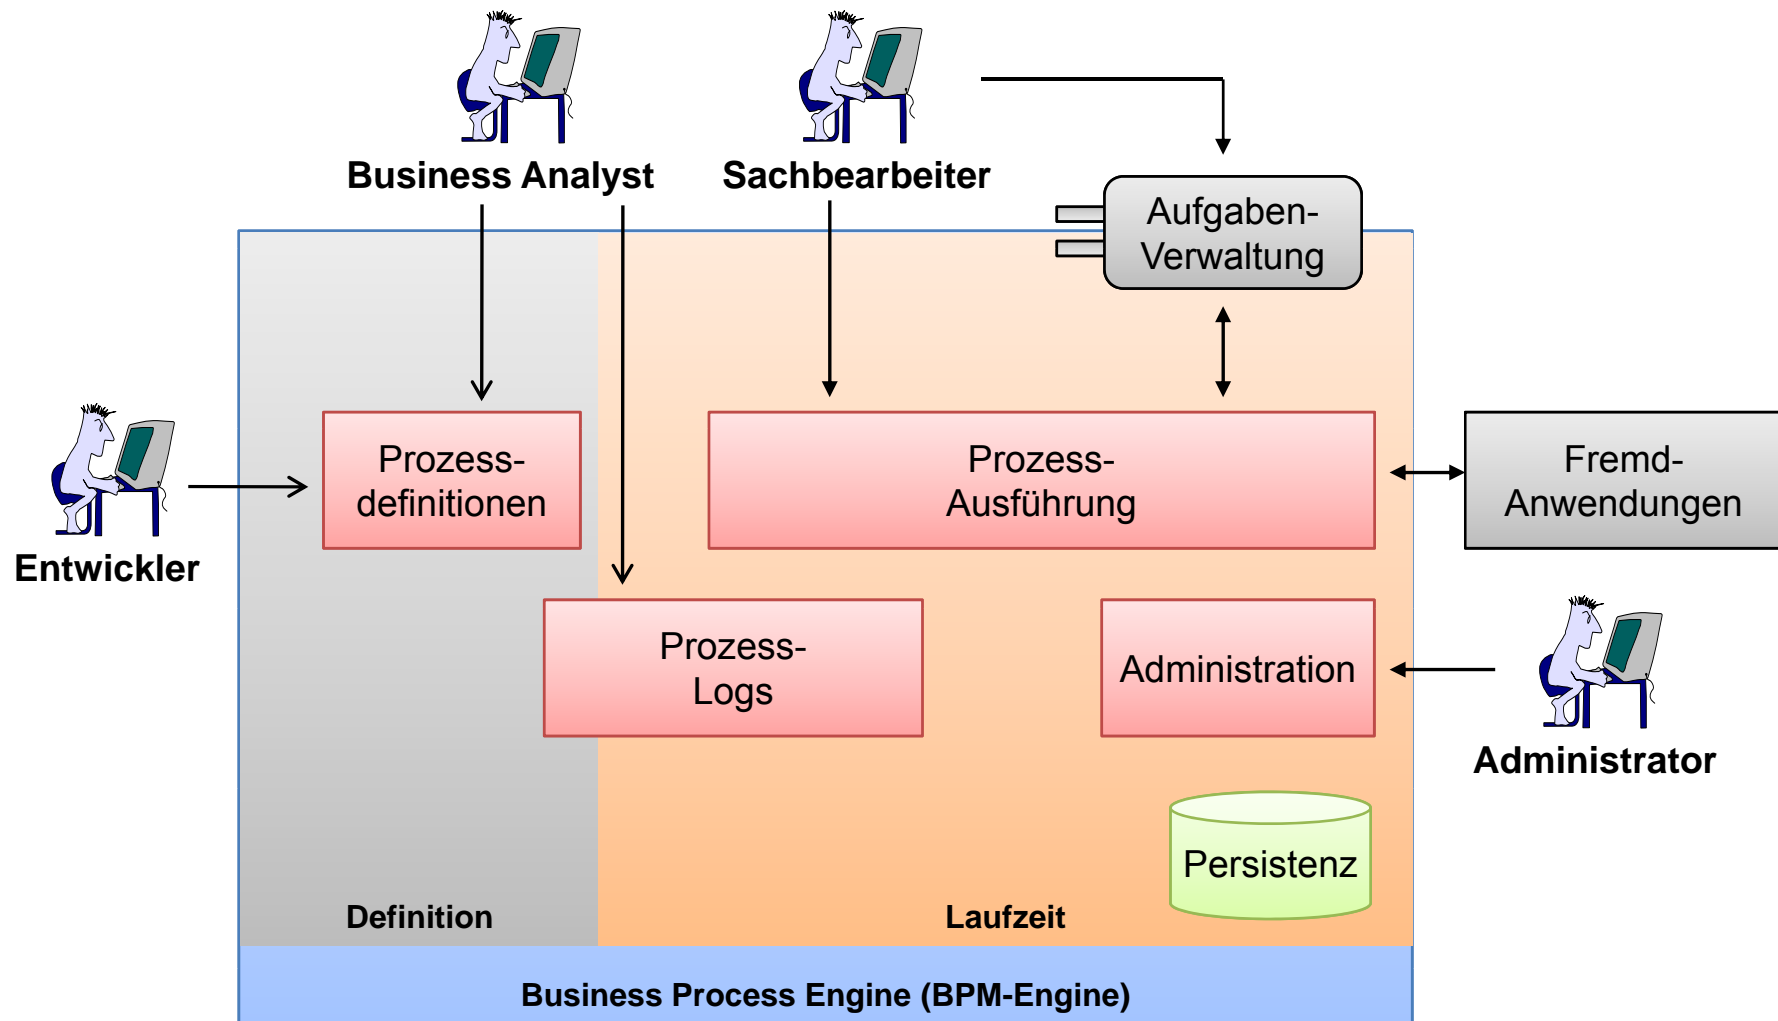 Business Analyst
Sachbearbeiter
Aufgaben-
Verwaltung
Entwickler
Prozess-
definitionen
Prozess-
Ausführung
Fremd-
Anwendungen
Prozess-
Logs
Administration
Administrator
Persistenz
Definition
Laufzeit
Business Process Engine (BPM-Engine)